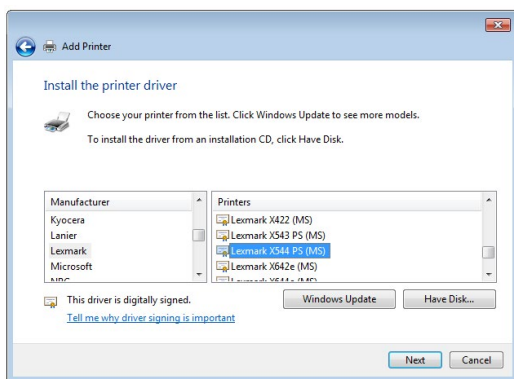 Add Printer
Install the printer driver
Choose your printer from the list. Click Windows Update to see more models.
To install the driver from an installation CD, click Have Disk.
Manufacturer
Kyocera
Lanier
Lexmark
Microsoft
Printers
Lexmark X422 (MS)
Lexmark X543 PS (MS)
Lexmark X544 PS (MS)
Lexmark X642e (MS)
This driver is digitally signed.
Tell me why driver signing is important
Windows Update
Have Disk...
Next
Cancel